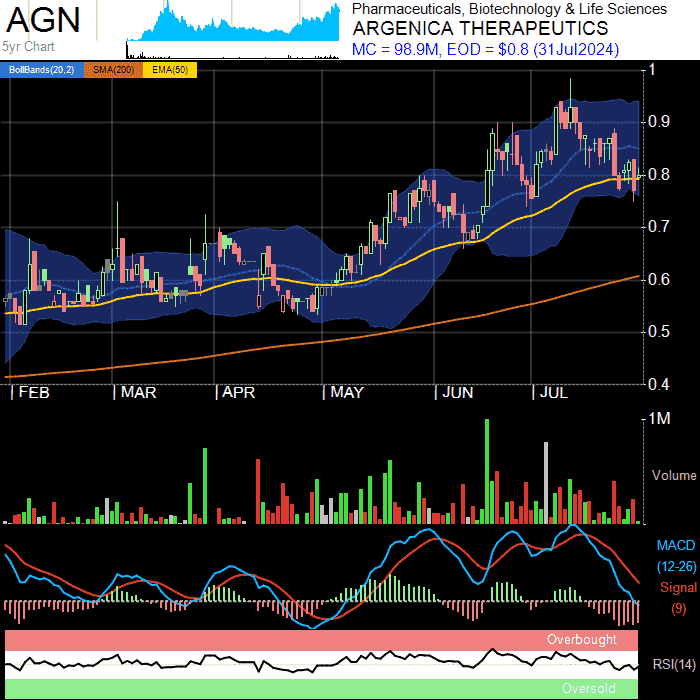 AGN
5yr Chart
Pharmaceuticals, Biotechnology & Life Sciences
ARGENICA THERAPEUTICS
MC = 98.9M, EOD = $0.8 (31Jul2024)
BollBands(20,2) SMA(200) EMA(50)
1
0.9
0.8
0.7
0.6
0.5
0.4
FEB MAR APR MAY JUN JUL
1M
Volume
MACD
(12-26)
Signal
(9)
Overbought
RSI(14)
Oversold